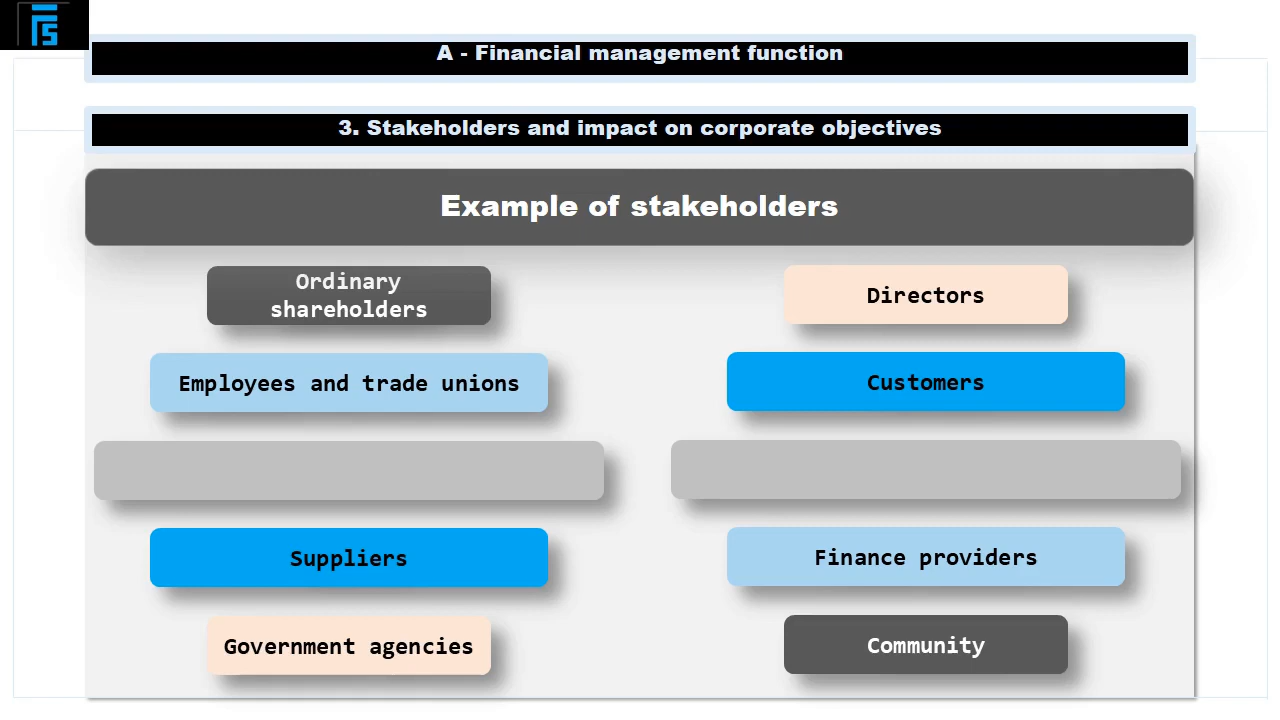 A - Financial management function
3. Stakeholders and impact on corporate objectives
Example of stakeholders
Ordinary
shareholders
Directors
Employees and trade unions
Customers
Suppliers
Finance providers
Government agencies
Community